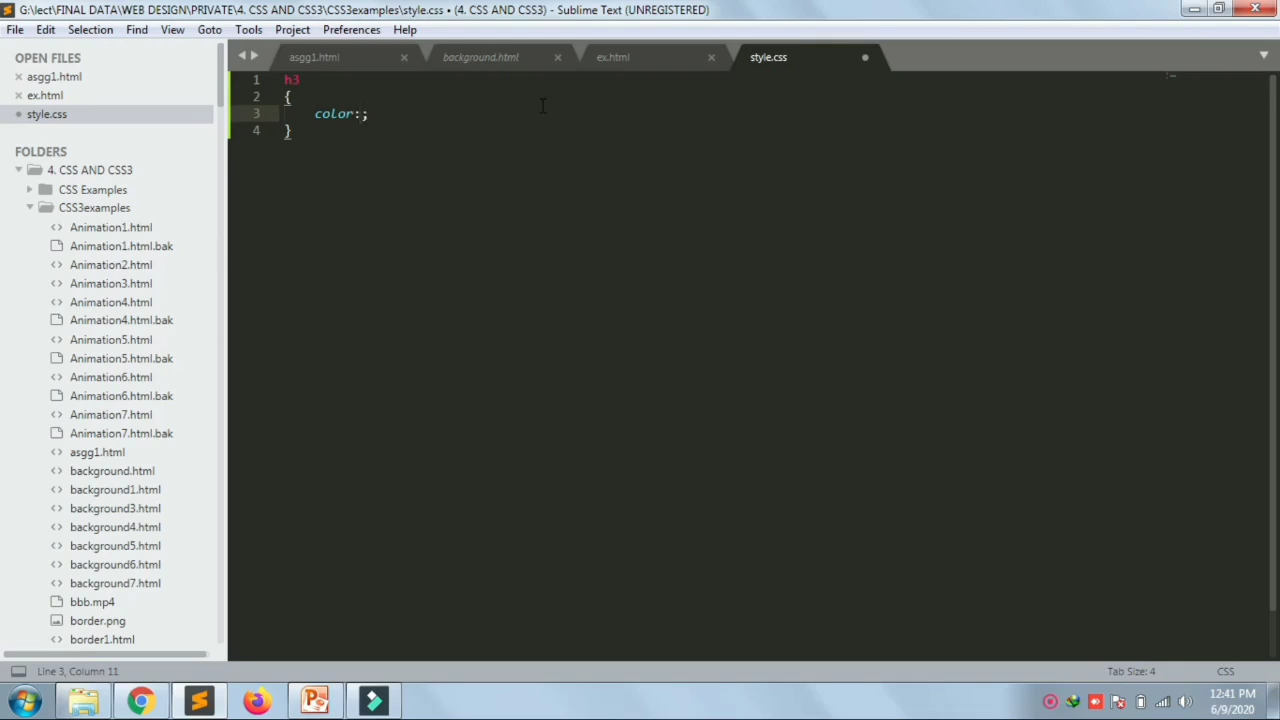 G:\lect\FINAL DATA\WEB DESIGN\PRIVATE\4. CSS AND CSS3\CSS3examples\style.css • (4. CSS AND CSS3) - Sublime Text (UNREGISTERED)
File Edit Selection Find View Goto Tools Project Preferences Help
OPEN FILES
asgg1.html
ex.html
style.css
FOLDERS
4. CSS AND CSS3
CSS Examples
CSS3examples
Animation1.html
Animation1.html.bak
Animation2.html
Animation3.html
Animation4.html
Animation4.html.bak
Animation5.html
Animation5.html.bak
Animation6.html
Animation6.html.bak
Animation7.html
Animation7.html.bak
asgg1.html
background.html
background1.html
background3.html
background4.html
background5.html
background6.html
background7.html
bbb.mp4
border.png
border1.html
asgg1.html background.html ex.html style.css
1 h3
2 {
3 color:;
4 }
Line 3, Column 11 Tab Size: 4 CSS
12:41 PM
6/9/2020